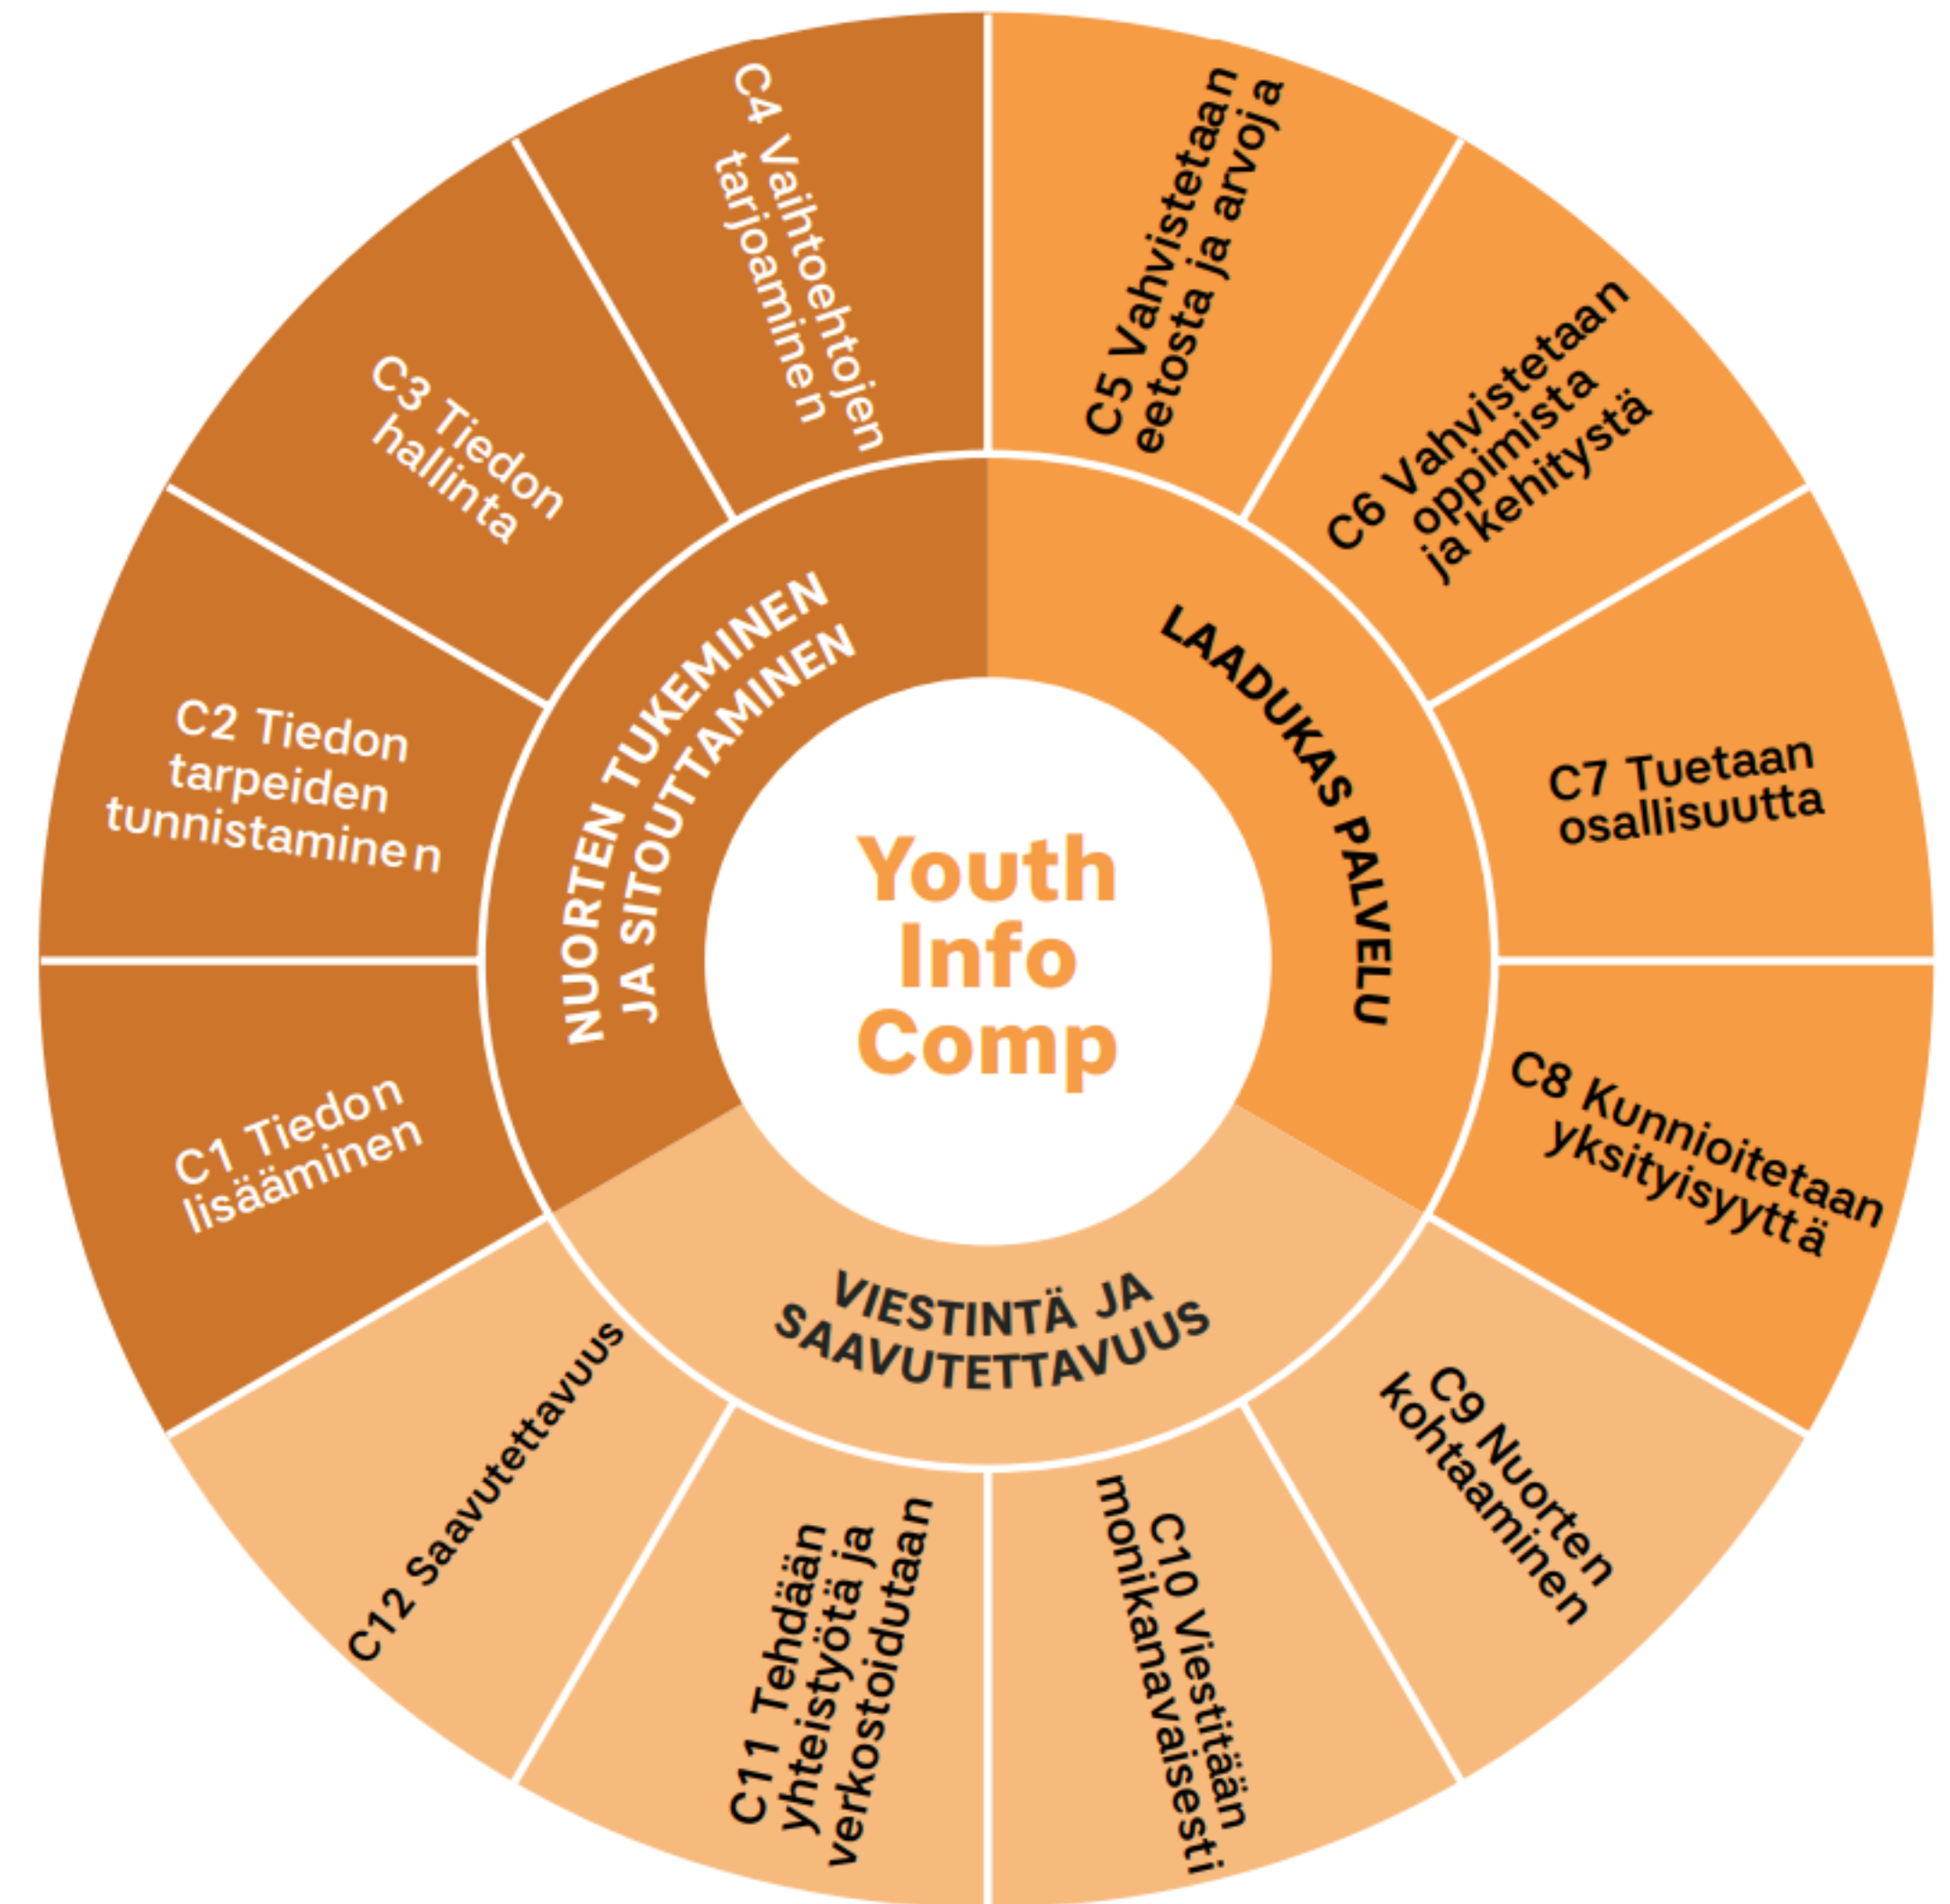 Youth
Info
Comp
NUORTEN TUKEMINEN
JA SITOUTTAMINEN
C1 Tiedon
lisääminen
C2 Tiedon
tarpeiden
tunnistaminen
C3 Tiedon
hallinta
C4 Vaihtoehtojen
tarjoaminen
LAADUKAS PALVELU
C5 Vahvistetaan
eetosta ja arvoja
C6 Vahvistetaan
oppimista
ja kehitystä
C7 Tuetaan
osallisuutta
C8 Kunnioitetaan
yksityisyyttä
VIESTINTÄ JA
SAAVUTETTAVUUS
C9 Nuorten
kohtaaminen
C10 Viestitään
monikanavaisesti
C11 Tehdään
yhteistyötä ja
verkostoidutaan
C12 Saavutettavuus